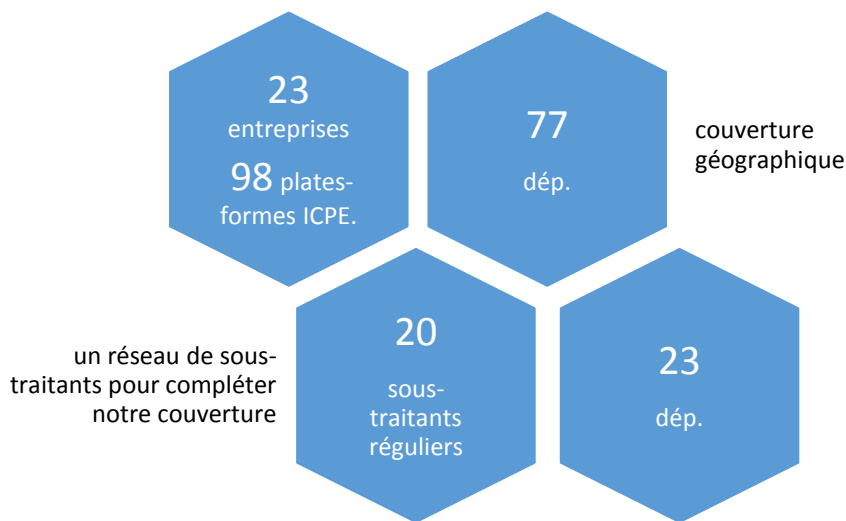 23
entreprises
98 plates-
formes ICPE.
77
dép.
couverture
géographique
un réseau de sous-
traitants pour compléter
notre couverture
20
sous-
traitants
réguliers
23
dép.